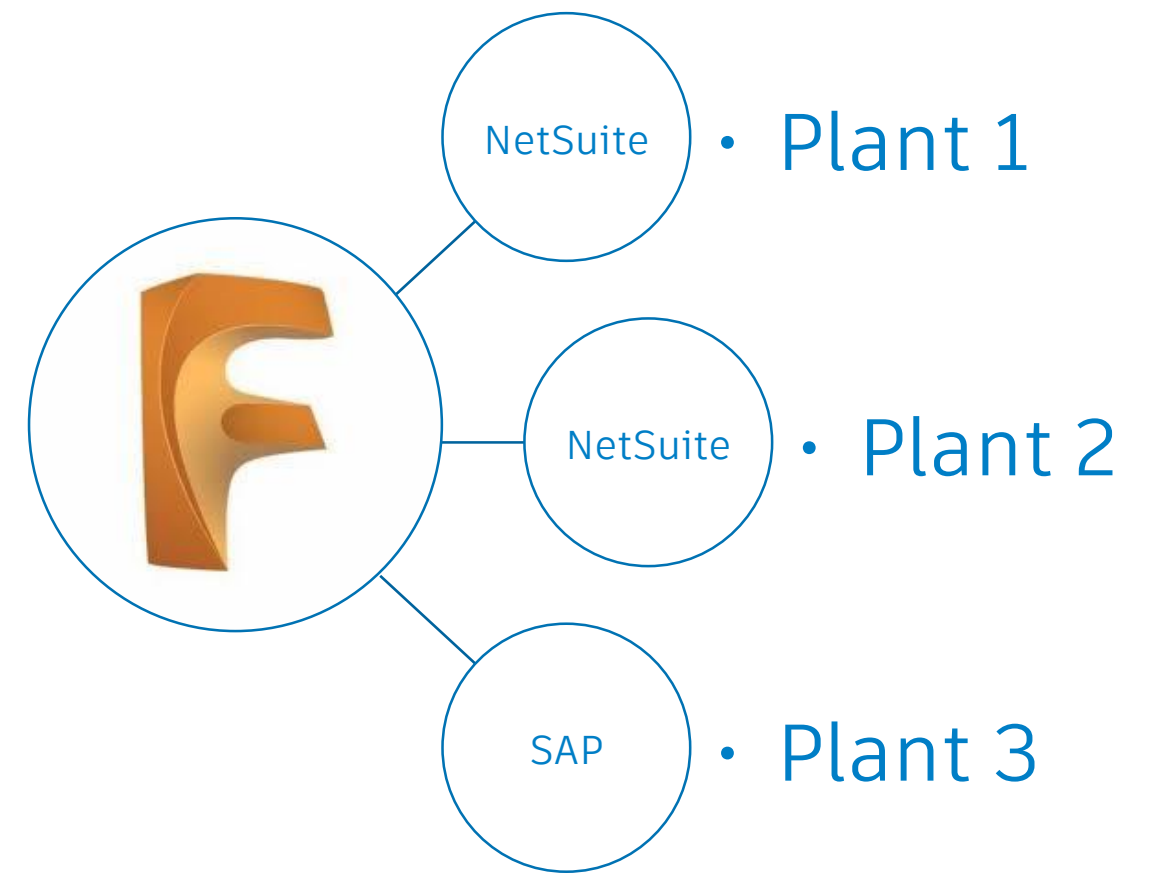 NetSuite
• Plant 1
F
NetSuite
• Plant 2
SAP
• Plant 3